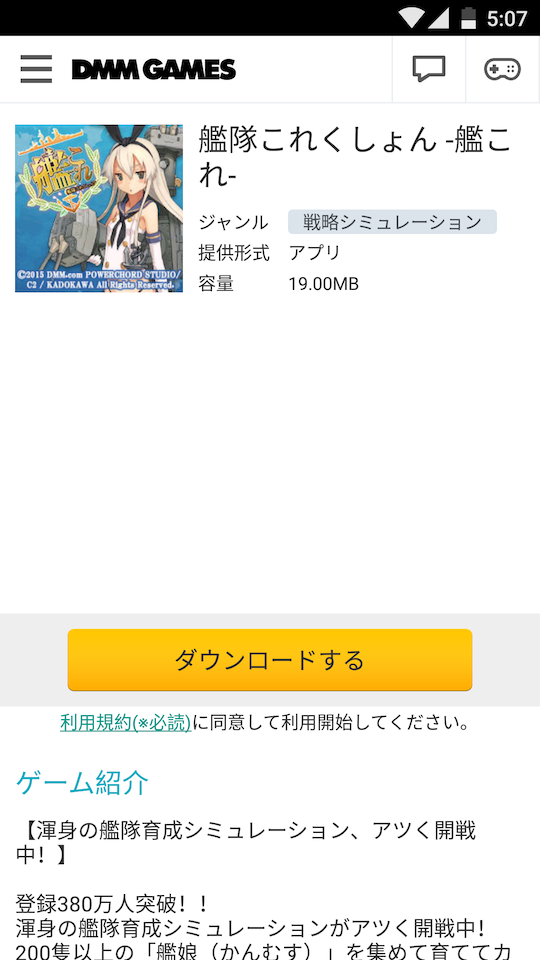 5:07
DMM GAMES
艦これ
©2015 DMM.com POWERCHORD STUDIO/
C2 / KADOKAWA All Rights Reserved.
艦隊これくしょん -艦こ
れ-
ジャンル 戦略シミュレーション
提供形式 アプリ
容量 19.00MB
ダウンロードする
利用規約(※必読)に同意して利用開始してください。
ゲーム紹介
【渾身の艦隊育成シミュレーション、アツく開戦
中！】
登録380万人突破！！
渾身の艦隊育成シミュレーションがアツく開戦中！
200隻以上の「艦娘（かんむす）」を集めて育ててカ